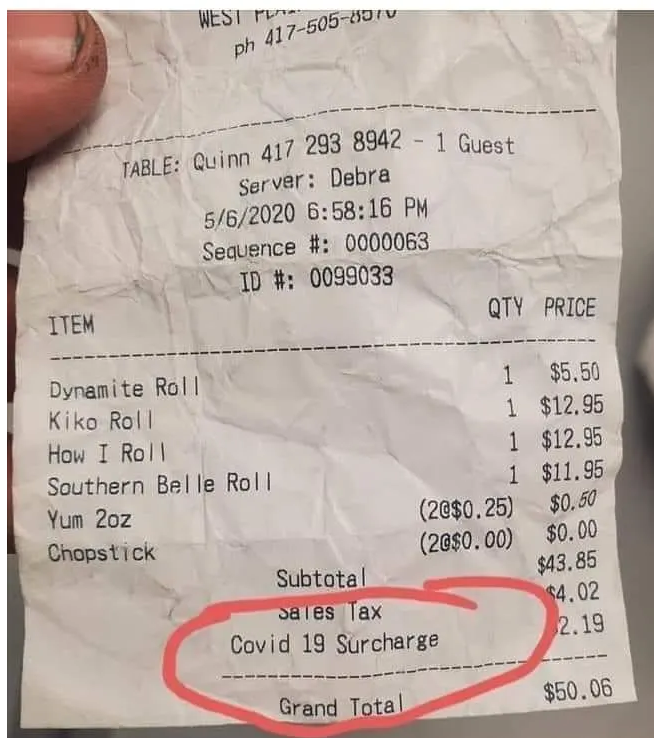 WEST
ph 417-505-8570
TABLE: Quinn 417 293 8942 - 1 Guest
Server: Debra
5/6/2020 6:58:16 PM
Sequence #: 0000063
ID #: 0099033
ITEM QTY PRICE
Dynamite Roll 1 $5.50
Kiko Roll 1 $12.95
How I Roll 1 $12.95
Southern Belle Roll 1 $11.95
Yum 2oz (2@$0.25) $0.50
Chopstick (2@$0.00) $0.00
Subtotal $43.85
Sales Tax $4.02
Covid 19 Surcharge 2.19
Grand Total $50.06